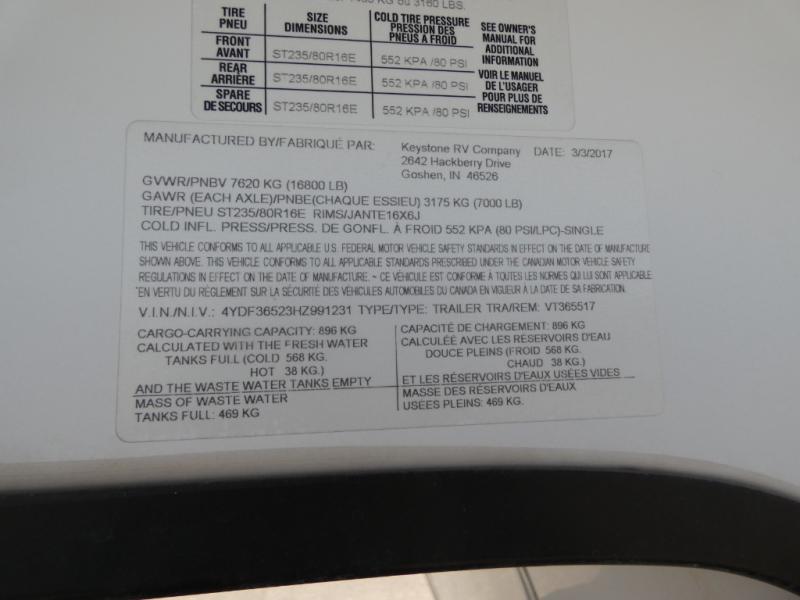 KG ou 3160 LBS.
TIRE PNEU SIZE DIMENSIONS COLD TIRE PRESSURE PRESSION DES PNEUS A FROID SEE OWNER'S MANUAL FOR ADDITIONAL INFORMATION
FRONT AVANT ST235/80R16E 552 KPA /80 PSI
REAR ARRIÈRE ST235/80R16E 552 KPA /80 PSI VOIR LE MANUEL DE L'USAGER POUR PLUS DE RENSEIGNEMENTS
SPARE DE SECOURS ST235/80R16E 552 KPA /80 PSI
MANUFACTURED BY/FABRIQUÉ PAR: Keystone RV Company DATE: 3/3/2017
2642 Hackberry Drive
Goshen, IN 46526
GVWR/PNBV 7620 KG (16800 LB)
GAWR (EACH AXLE)/PNBE(CHAQUE ESSIEU) 3175 KG (7000 LB)
TIRE/PNEU ST235/80R16E RIMS/JANTE16X6J
COLD INFL. PRESS/PRESS. DE GONFL. À FROID 552 KPA (80 PSI/LPC)-SINGLE
THIS VEHICLE CONFORMS TO ALL APPLICABLE U.S. FEDERAL MOTOR VEHICLE SAFETY STANDARDS IN EFFECT ON THE DATE OF MANUFACTURE
SHOWN ABOVE. THIS VEHICLE CONFORMS TO ALL APPLICABLE STANDARDS PRESCRIBED UNDER THE CANADIAN MOTOR VEHICLE SAFETY
REGULATIONS IN EFFECT ON THE DATE OF MANUFACTURE. ~ CE VÉHICULE EST CONFORME À TOUTES LES NORMES QUI LUI SONT APPLICABLE
*EN VERTU DU RÈGLEMENT SUR LA SÉCURITÉ DES VÉHICULES AUTOMOBILES DU CANADA EN VIGUEUR À LA DATE DE SA FABRICATION.
V.I.N./N.I.V.: 4YDF36523HZ991231 TYPE/TYPE: TRAILER TRA/REM: VT365517
CARGO-CARRYING CAPACITY: 896 KG
CALCULATED WITH THE FRESH WATER
TANKS FULL (COLD 568 KG.
HOT 38 KG.)
AND THE WASTE WATER TANKS EMPTY
MASS OF WASTE WATER
TANKS FULL: 469 KG
CAPACITÉ DE CHARGEMENT: 896 KG
CALCULÉE AVEC LES RÉSERVOIRS D'EAU
DOUCE PLEINS (FROID 568 KG.
CHAUD 38 KG.)
ET LES RÉSERVOIRS D'EAUX USÉES VIDES
MASSE DES RÉSERVOIRS D'EAUX
USÉES PLEINS: 469 KG.